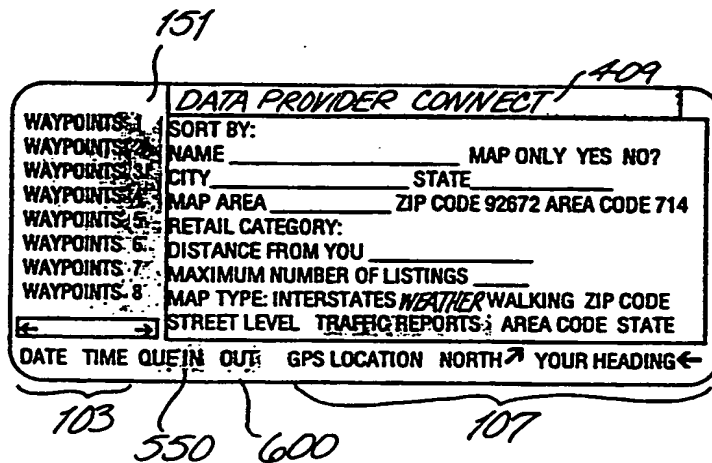 151
409
DATA PROVIDER CONNECT
WAYPOINTS 1
WAYPOINTS 2
WAYPOINTS 3
WAYPOINTS 4
WAYPOINTS 5
WAYPOINTS 6
WAYPOINTS 7
WAYPOINTS 8
SORT BY:
NAME MAP ONLY YES NO?
CITY STATE
MAP AREA ZIP CODE 92672 AREA CODE 714
RETAIL CATEGORY:
DISTANCE FROM YOU
MAXIMUM NUMBER OF LISTINGS
MAP TYPE: INTERSTATES WEATHER WALKING ZIP CODE
STREET LEVEL TRAFFIC REPORTS AREA CODE STATE
DATE TIME QUE IN OUT GPS LOCATION NORTH YOUR HEADING
103
550
600
107